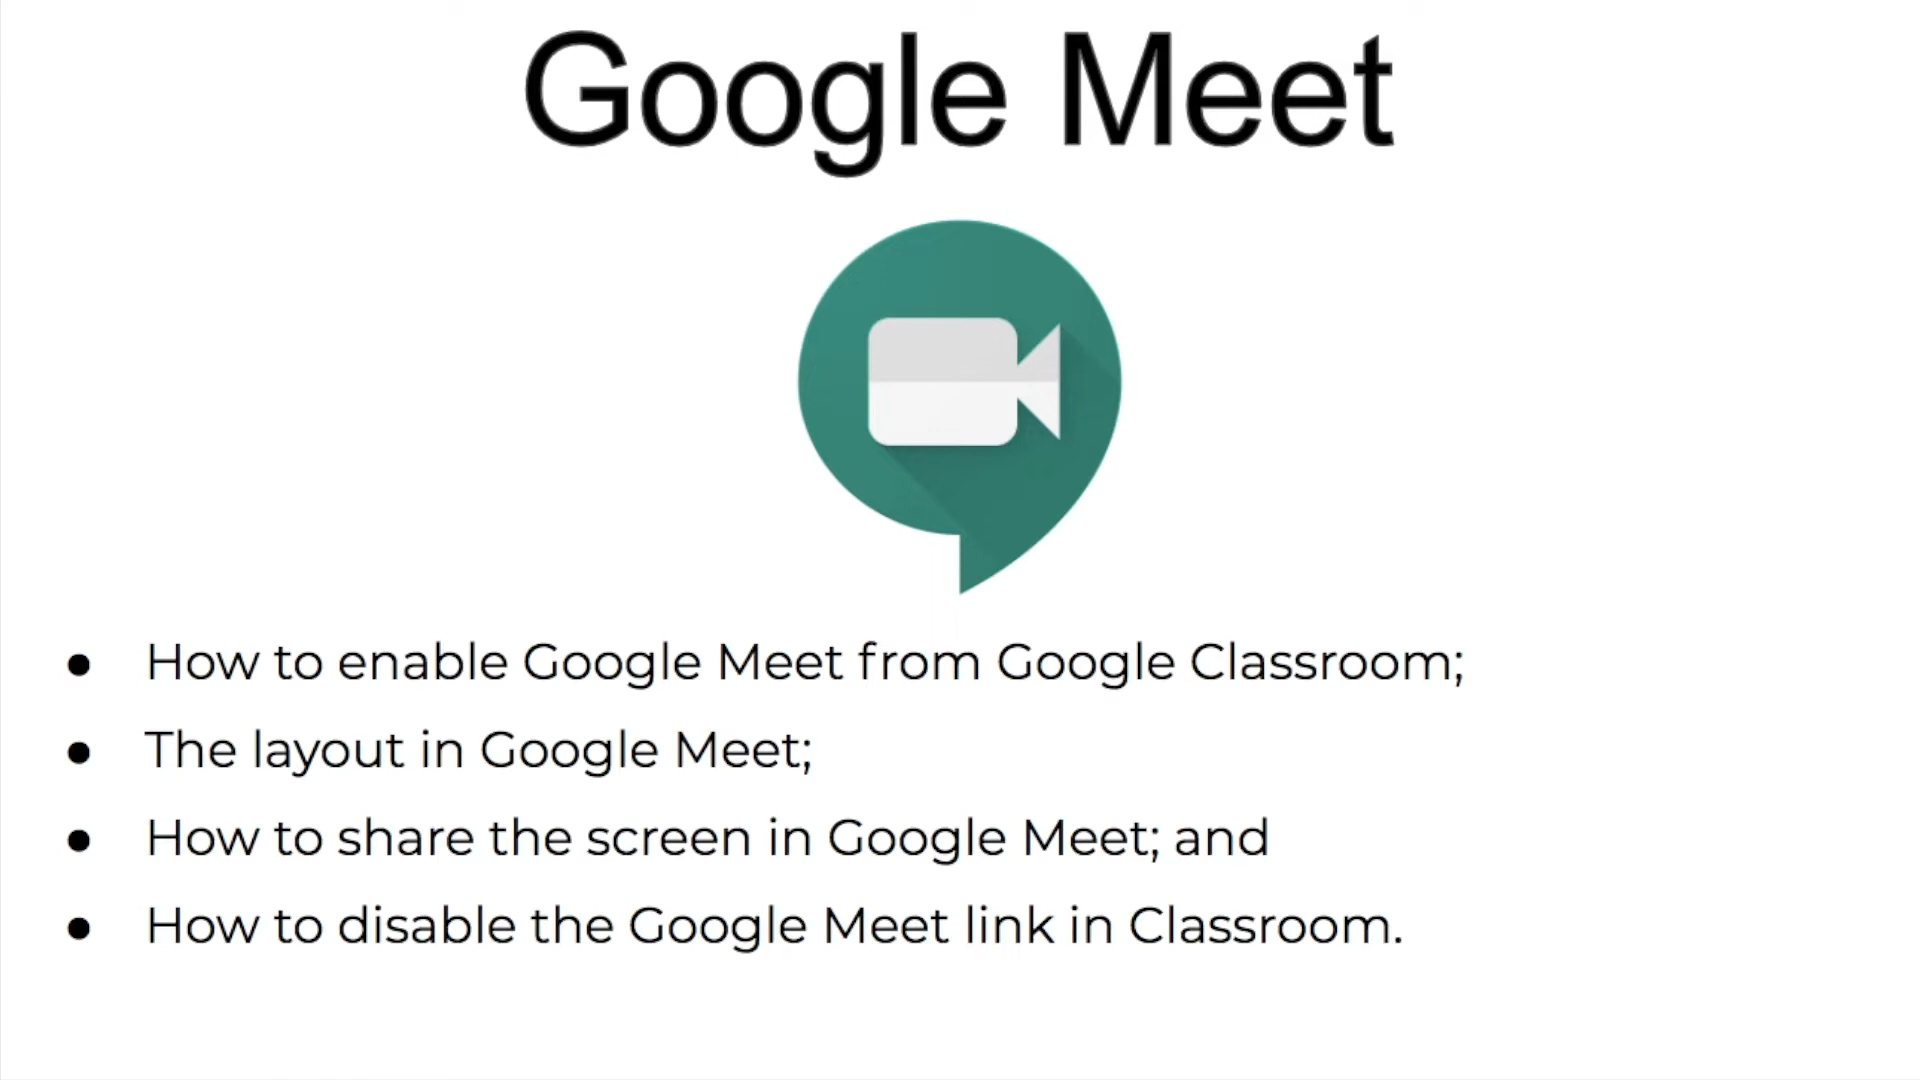 Google Meet
● How to enable Google Meet from Google Classroom;
● The layout in Google Meet;
● How to share the screen in Google Meet; and
● How to disable the Google Meet link in Classroom.